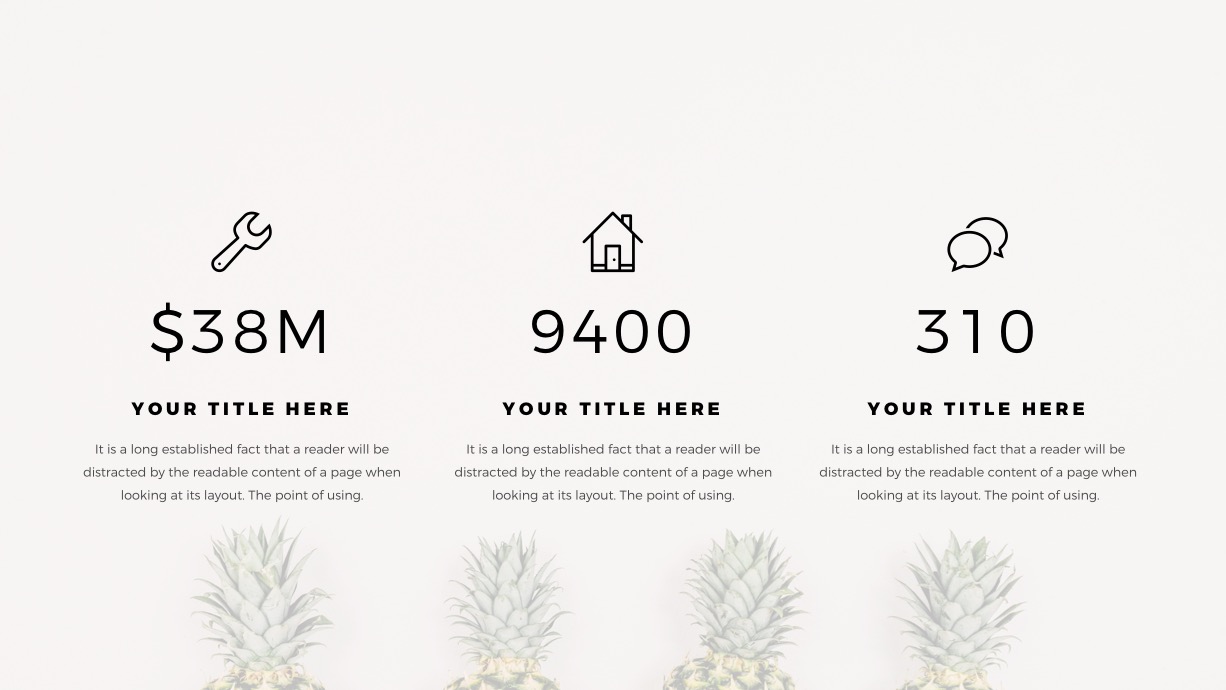 $38M
YOUR TITLE HERE
It is a long established fact that a reader will be
distracted by the readable content of a page when
looking at its layout. The point of using.
9400
YOUR TITLE HERE
It is a long established fact that a reader will be
distracted by the readable content of a page when
looking at its layout. The point of using.
310
YOUR TITLE HERE
It is a long established fact that a reader will be
distracted by the readable content of a page when
looking at its layout. The point of using.